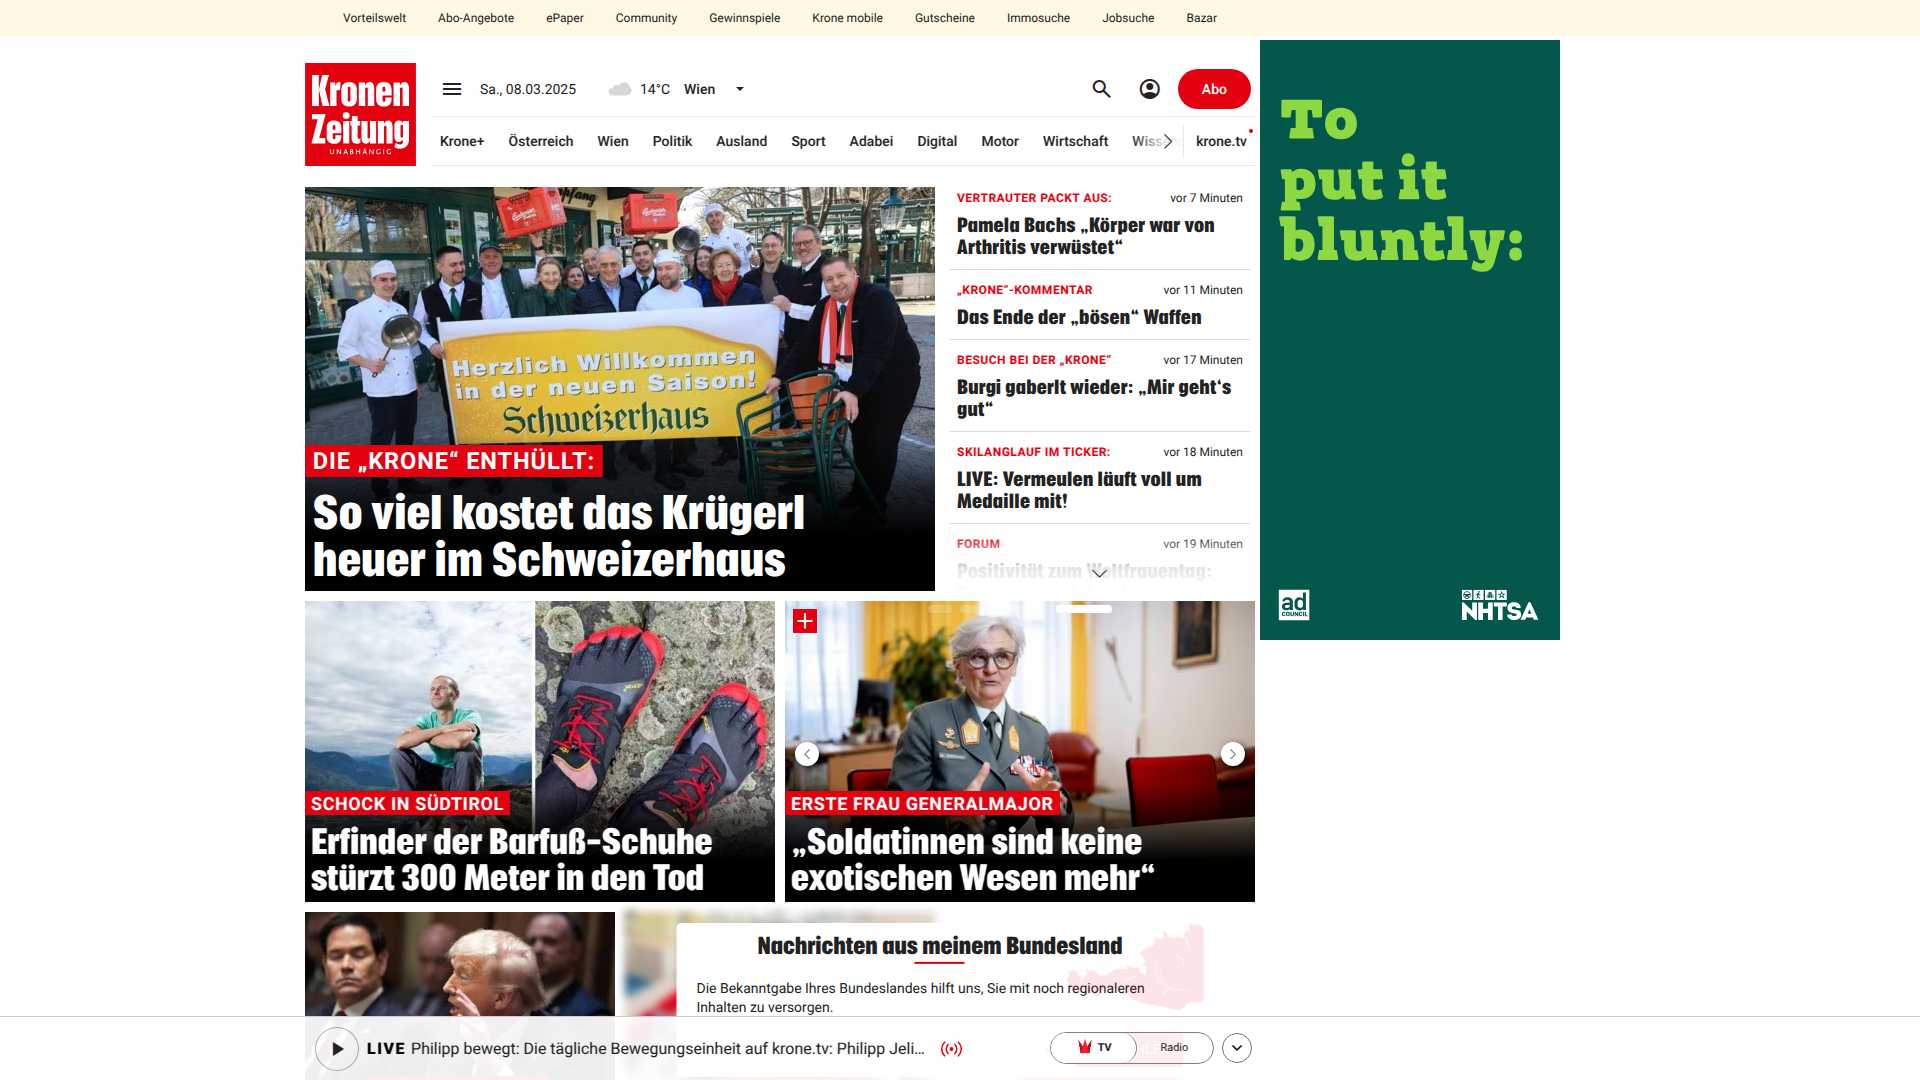 Vorteilswelt Abo-Angebote ePaper Community Gewinnspiele Krone mobile Gutscheine Immosuche Jobsuche Bazar
Kronen
Zeitung
UNABHÄNGIG
Sa., 08.03.2025 14°C Wien
Abo
Krone+ Österreich Wien Politik Ausland Sport Adabei Digital Motor Wirtschaft Wiss krone.tv
Herzlich Willkommen
in der neuen Saison!
Schweizerhaus
DIE „KRONE“ ENTHÜLLT:
So viel kostet das Krügerl
heuer im Schweizerhaus
VERTRAUTER PACKT AUS: vor 7 Minuten
Pamela Bachs „Körper war von
Arthritis verwüstet“
„KRONE“-KOMMENTAR vor 11 Minuten
Das Ende der „bösen“ Waffen
BESUCH BEI DER „KRONE“ vor 17 Minuten
Burgi gaberlt wieder: „Mir geht‘s
gut“
SKILANGLAUF IM TICKER: vor 18 Minuten
LIVE: Vermeulen läuft voll um
Medaille mit!
FORUM vor 19 Minuten
Positivität zum Weltfrauentag:
To
put it
bluntly:
ad
COUNCIL
NHTSA
SCHOCK IN SÜDTIROL
Erfinder der Barfuß-Schuhe
stürzt 300 Meter in den Tod
ERSTE FRAU GENERALMAJOR
„Soldatinnen sind keine
exotischen Wesen mehr“
Nachrichten aus meinem Bundesland
Die Bekanntgabe Ihres Bundeslandes hilft uns, Sie mit noch regionaleren
Inhalten zu versorgen.
LIVE Philipp bewegt: Die tägliche Bewegungseinheit auf krone.tv: Philipp Jeli...
TV Radio